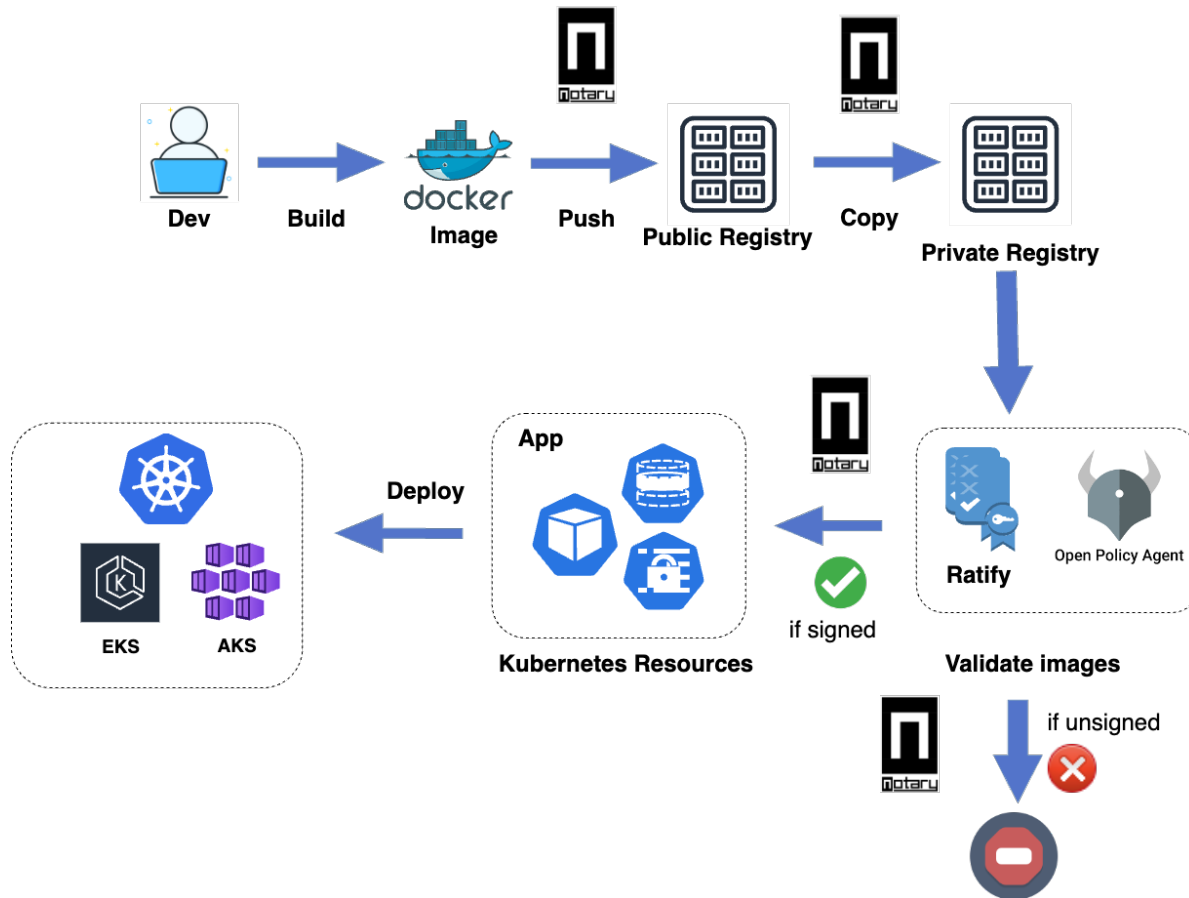 notary
notary
docker
Dev
Build
Image
Push
Public Registry
Copy
Private Registry
notary
App
Deploy
Open Policy Agent
Ratify
EKS
AKS
if signed
Kubernetes Resources
Validate images
notary
if unsigned